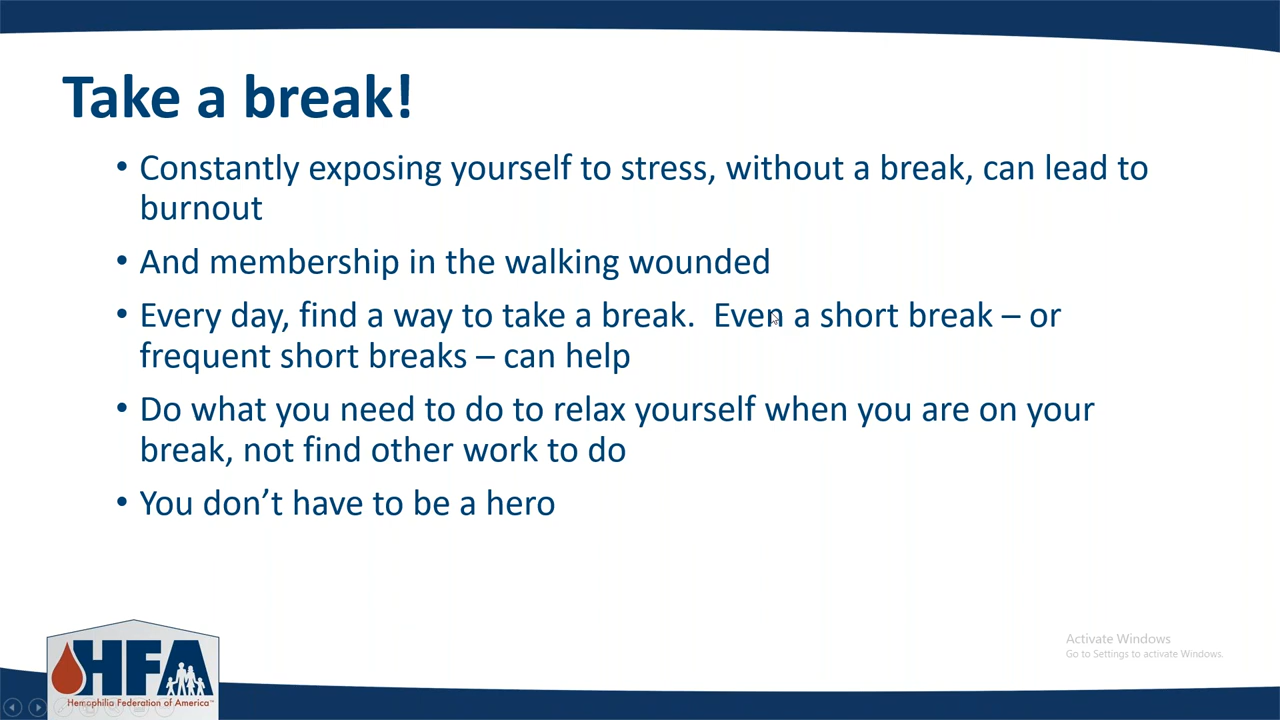 Take a break!
• Constantly exposing yourself to stress, without a break, can lead to
burnout
• And membership in the walking wounded
• Every day, find a way to take a break.  Even a short break – or
frequent short breaks – can help
• Do what you need to do to relax yourself when you are on your
break, not find other work to do
• You don’t have to be a hero
HFA
Hemophilia Federation of America™
Activate Windows
Go to Settings to activate Windows.